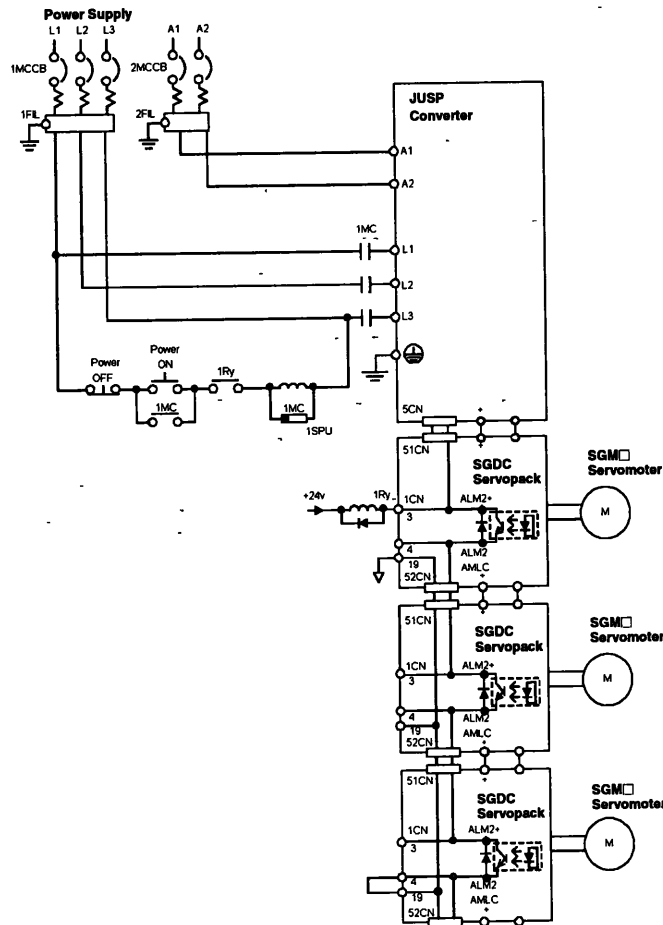 Power Supply
L1 L2 L3 A1 A2
1MCCB 2MCCB
1FIL 2FIL
JUSP
Converter
A1
A2
1MC
L1
L2
L3
Power
OFF
Power
ON
1Ry
1MC
1MC
1SPU
5CN
+
+
51CN
SGDC
Servopack
SGM□
Servomotor
M
+24v
1Ry
1CN
3
ALM2+
4
19
ALM2
AMLC
52CN
+
51CN
SGDC
Servopack
SGM□
Servomotor
M
1CN
3
ALM2+
4
19
ALM2
AMLC
52CN
+
51CN
SGDC
Servopack
SGM□
Servomotor
M
1CN
3
ALM2+
4
19
ALM2
AMLC
52CN
+